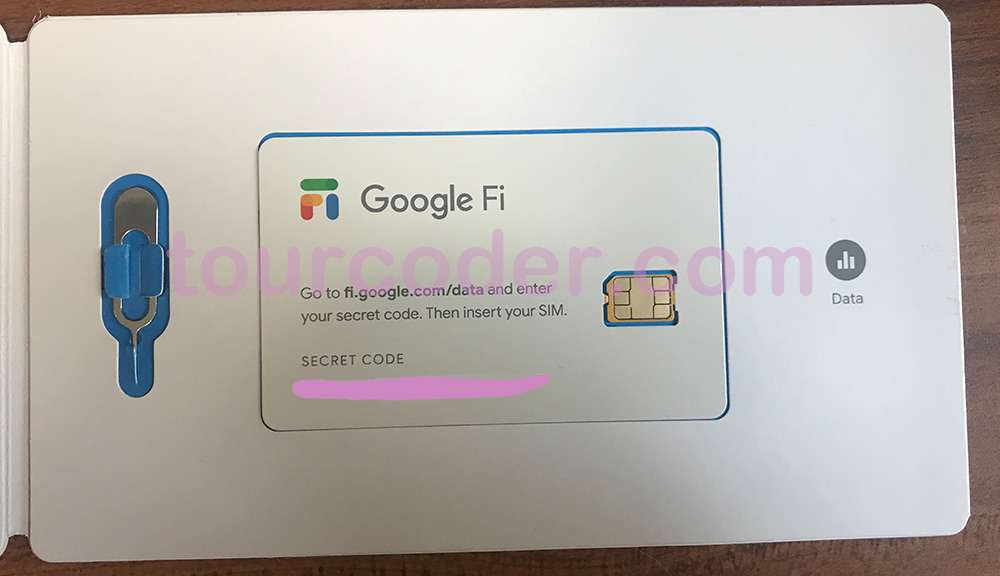 Google Fi
tourcoder.com
Go to fi.google.com/data and enter
your secret code. Then insert your SIM.
SECRET CODE
Data